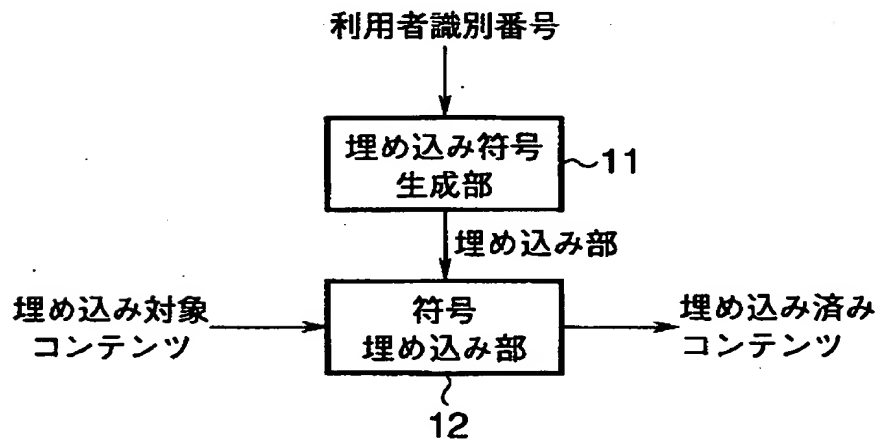 利用者識別番号
埋め込み符号
生成部
11
埋め込み部
埋め込み対象
コンテンツ
符号
埋め込み部
埋め込み済み
コンテンツ
12